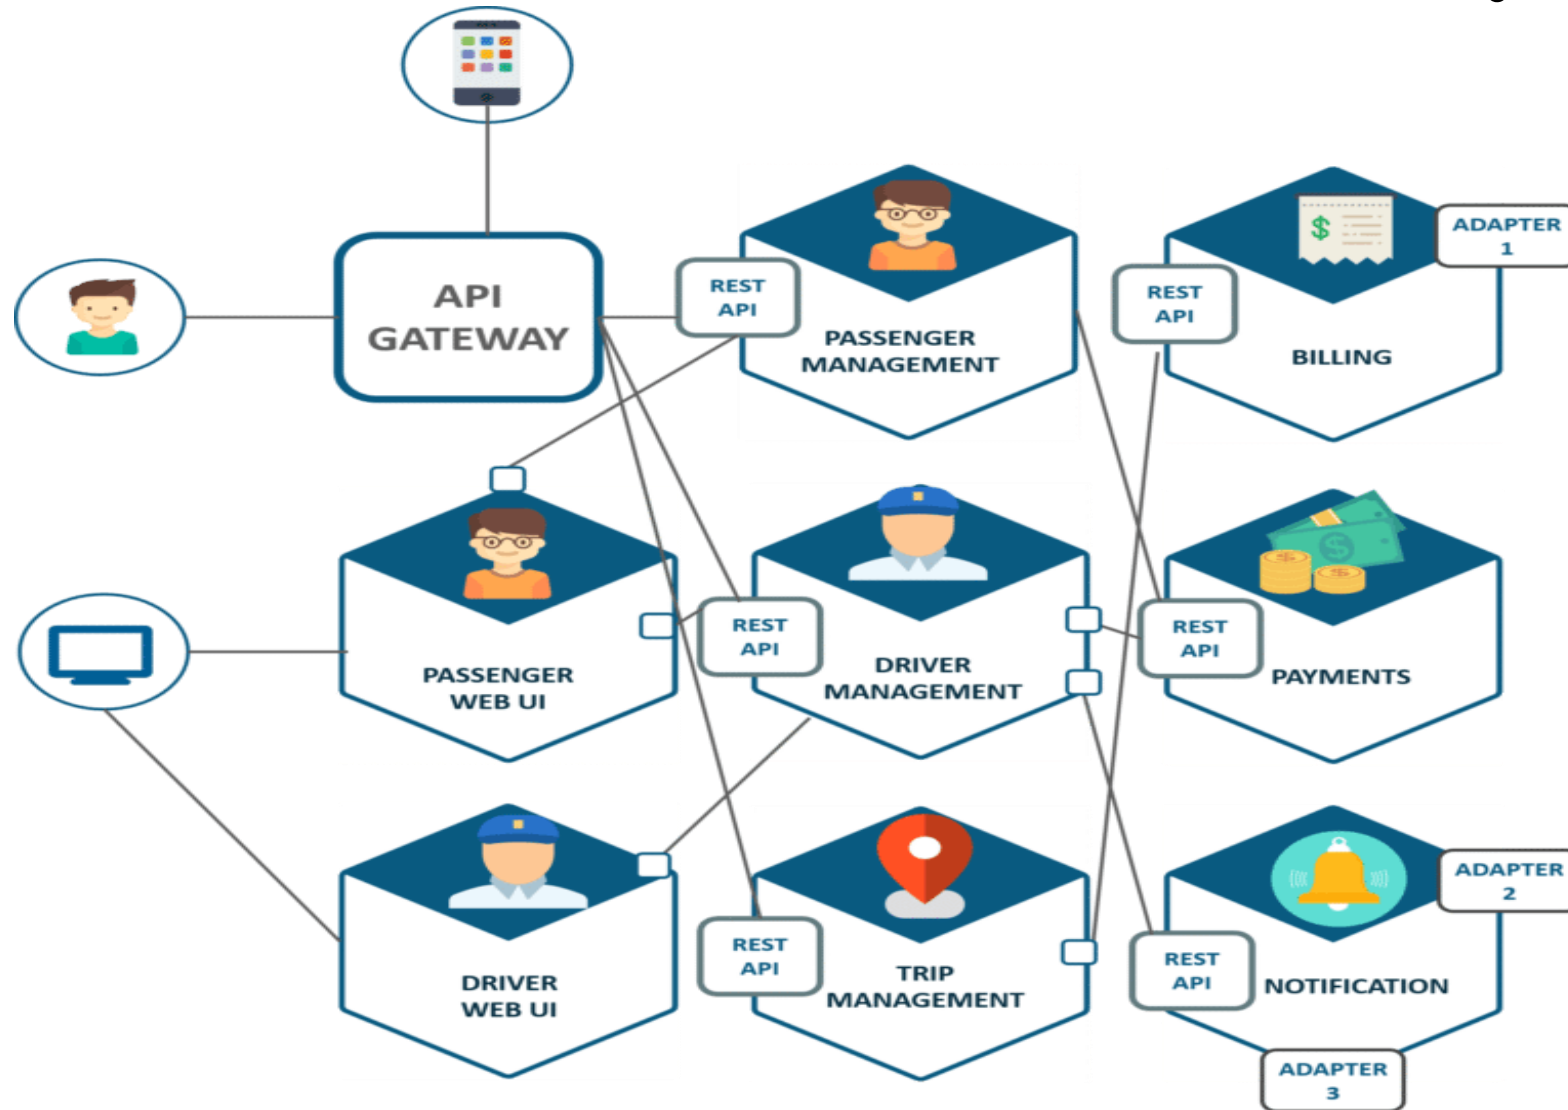 API
GATEWAY
REST
API
PASSENGER
MANAGEMENT
REST
API
BILLING
ADAPTER
1
PASSENGER
WEB UI
REST
API
DRIVER
MANAGEMENT
REST
API
PAYMENTS
DRIVER
WEB UI
REST
API
TRIP
MANAGEMENT
REST
API
NOTIFICATION
ADAPTER
2
ADAPTER
3